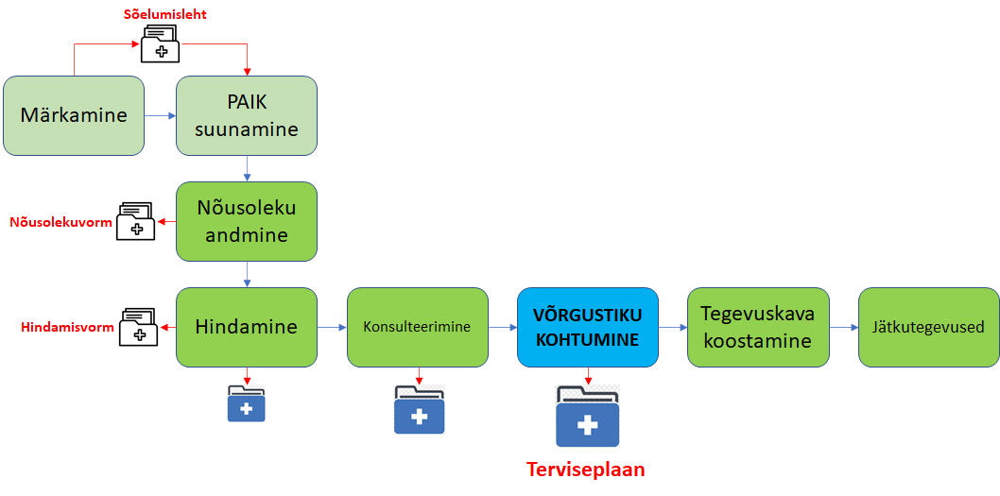 Sõelumisleht
Märkamine
PAIK
suunamine
Nõusolekuvorm
Nõusoleku
andmine
Hindamisvorm
Hindamine
Konsulteerimine
VÕRGUSTIKU
KOHTUMINE
Tegevuskava
koostamine
Jätkutegevused
Terviseplaan